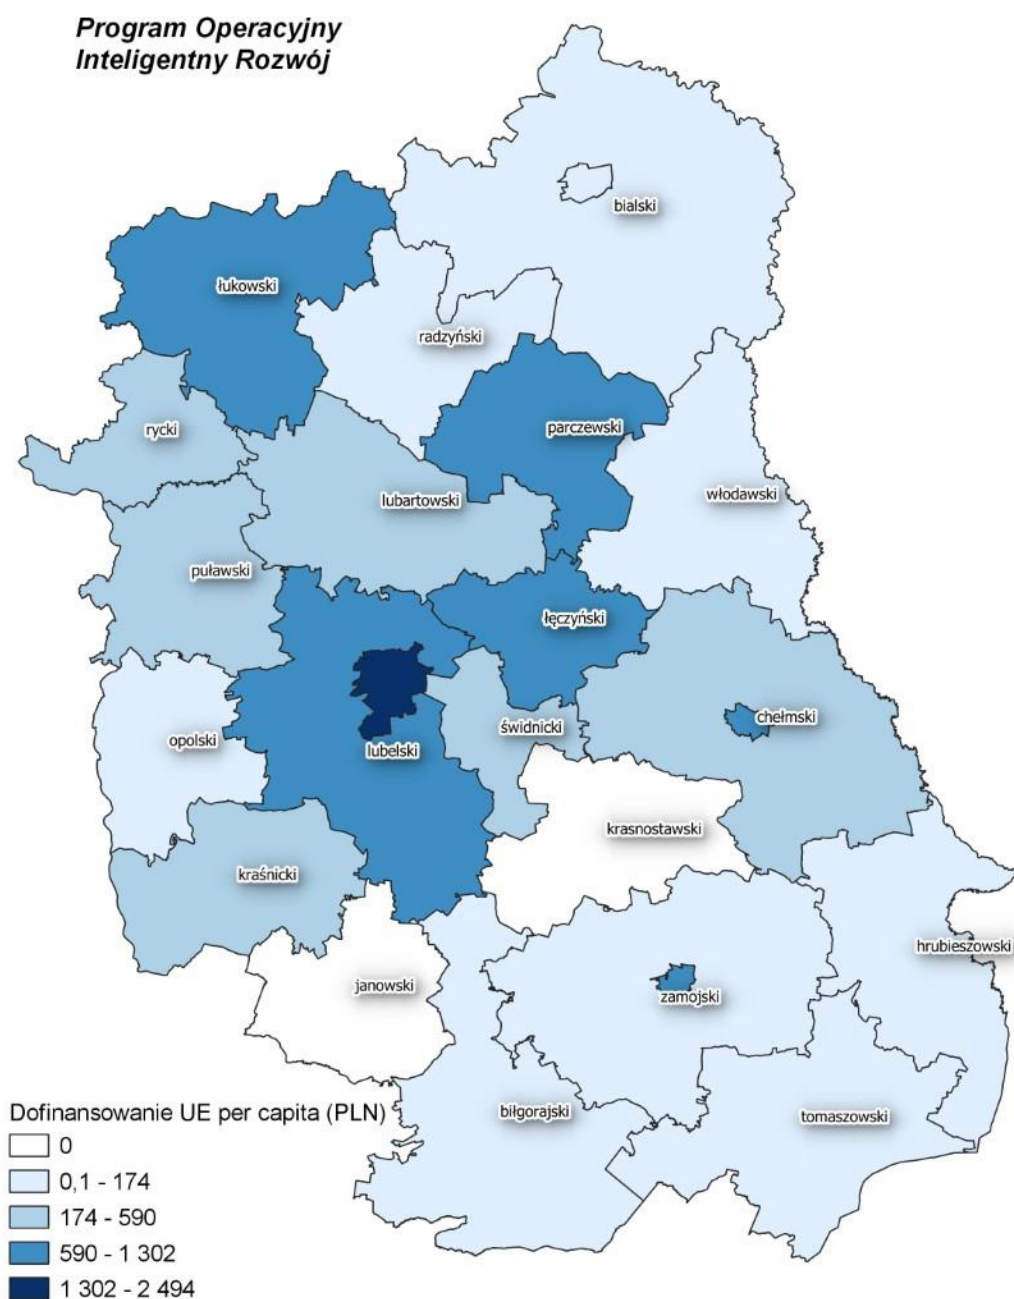 Program Operacyjny
Inteligentny Rozwój
bialski
łukowski
radzyński
rycki
parczewski
lubartowski
włodawski
puławski
łęczyński
opolski
lubelski
świdnicki
chełmski
krasnostawski
kraśnicki
hrubieszowski
janowski
zamojski
biłgorajski
tomaszowski
Dofinansowanie UE per capita (PLN)
0
0,1 - 174
174 - 590
590 - 1 302
1 302 - 2 494